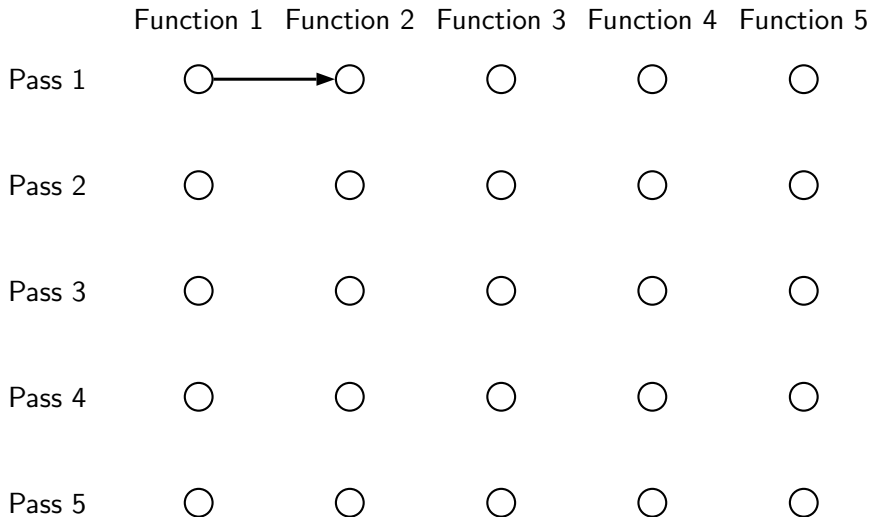 Function 1 Function 2 Function 3 Function 4 Function 5
Pass 1
Pass 2
Pass 3
Pass 4
Pass 5